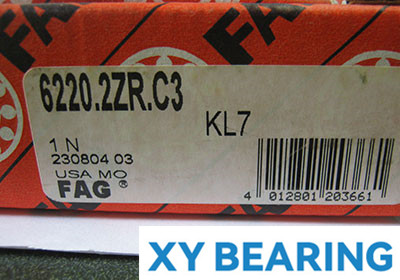 FAG
6220.2ZR.C3
KL7
1 N
230804 03
USA MO
FAG ®
4 012801 203661
XY BEARING